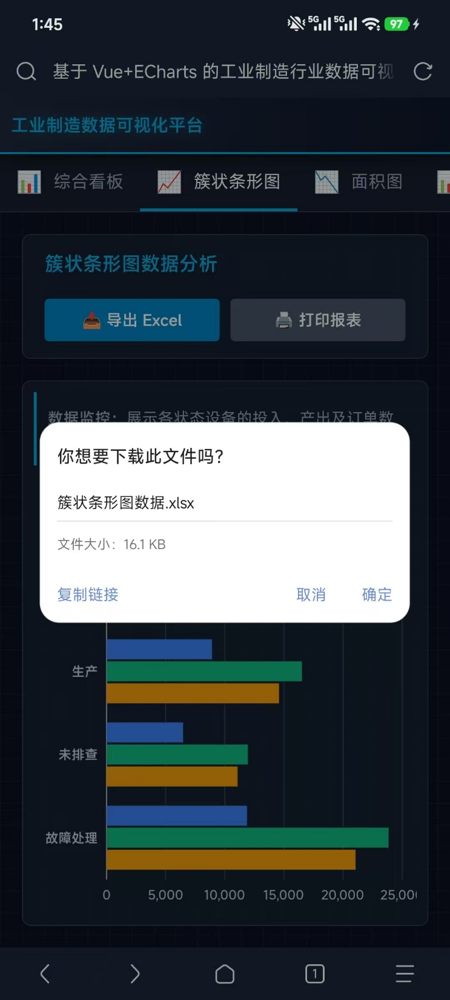 1:45
5G 5G 97
基于 Vue+ECharts 的工业制造行业数据可视
工业制造数据可视化平台
综合看板 簇状条形图 面积图
簇状条形图数据分析
导出 Excel 打印报表
数据监控：展示各状态设备的投入、产出及订单数
你想要下载此文件吗？
簇状条形图数据.xlsx
文件大小：16.1 KB
复制链接 取消 确定
生产
未排查
故障处理
0 5,000 10,000 15,000 20,000 25,00
1